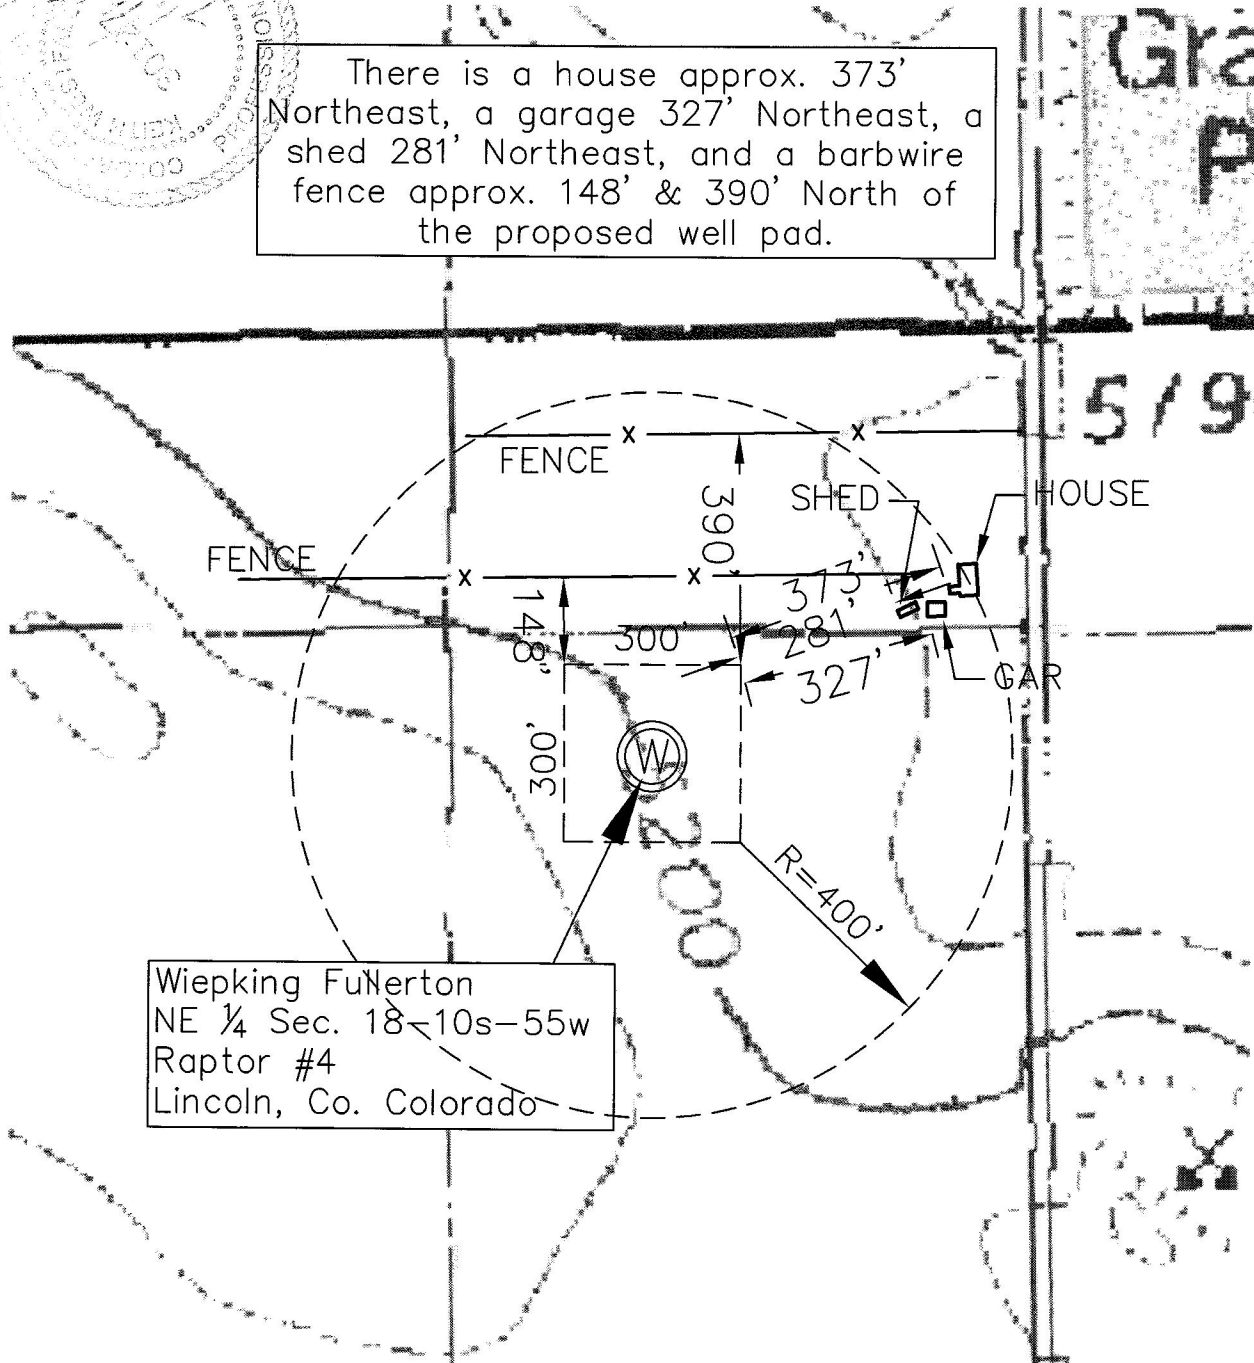 There is a house approx. 373'
Northeast, a garage 327' Northeast, a
shed 281' Northeast, and a barbwire
fence approx. 148' & 390' North of
the proposed well pad.
5/9
FENCE
390'
SHED
HOUSE
FENCE
148'
300'
373'
281'
327'
GAR
300'
W
200
R=400'
Wiepking Fullerton
NE ¼ Sec. 18-10s-55w
Raptor #4
Lincoln, Co. Colorado